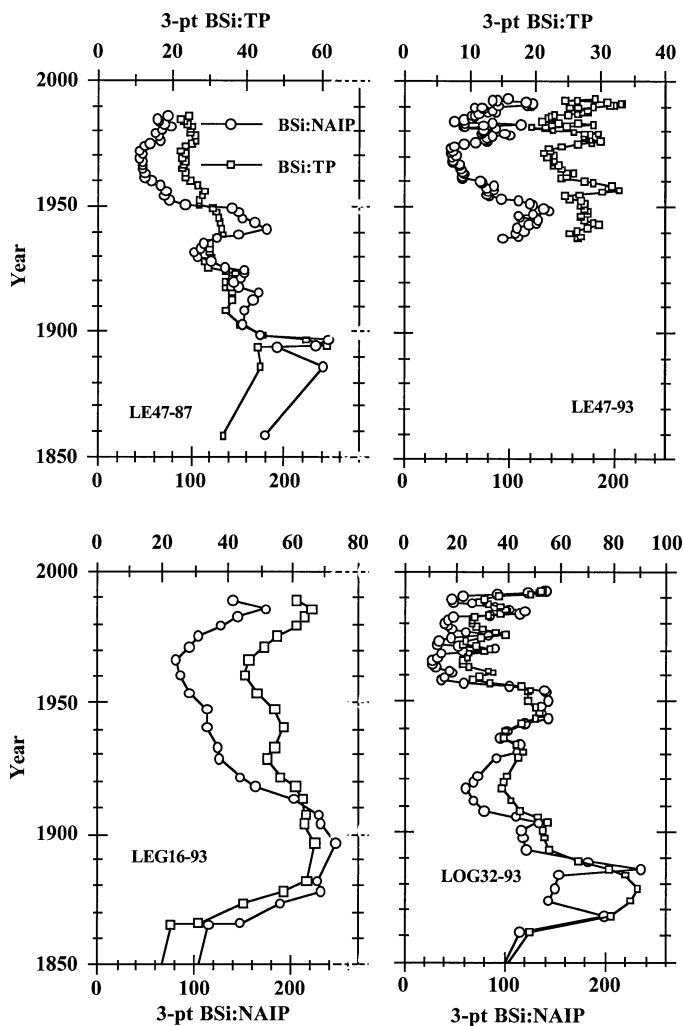 3-pt BSi:TP
3-pt BSi:TP
0 20 40 60
0 10 20 30 40
2000
1950
1900
1850
Year
BSi:NAIP
BSi:TP
LE47-87
LE47-93
0 100 200
0 100 200
0 20 40 60 80
0 20 40 60 80 100
2000
1950
1900
1850
Year
LEG16-93
LOG32-93
0 100 200
0 100 200
3-pt BSi:NAIP
3-pt BSi:NAIP